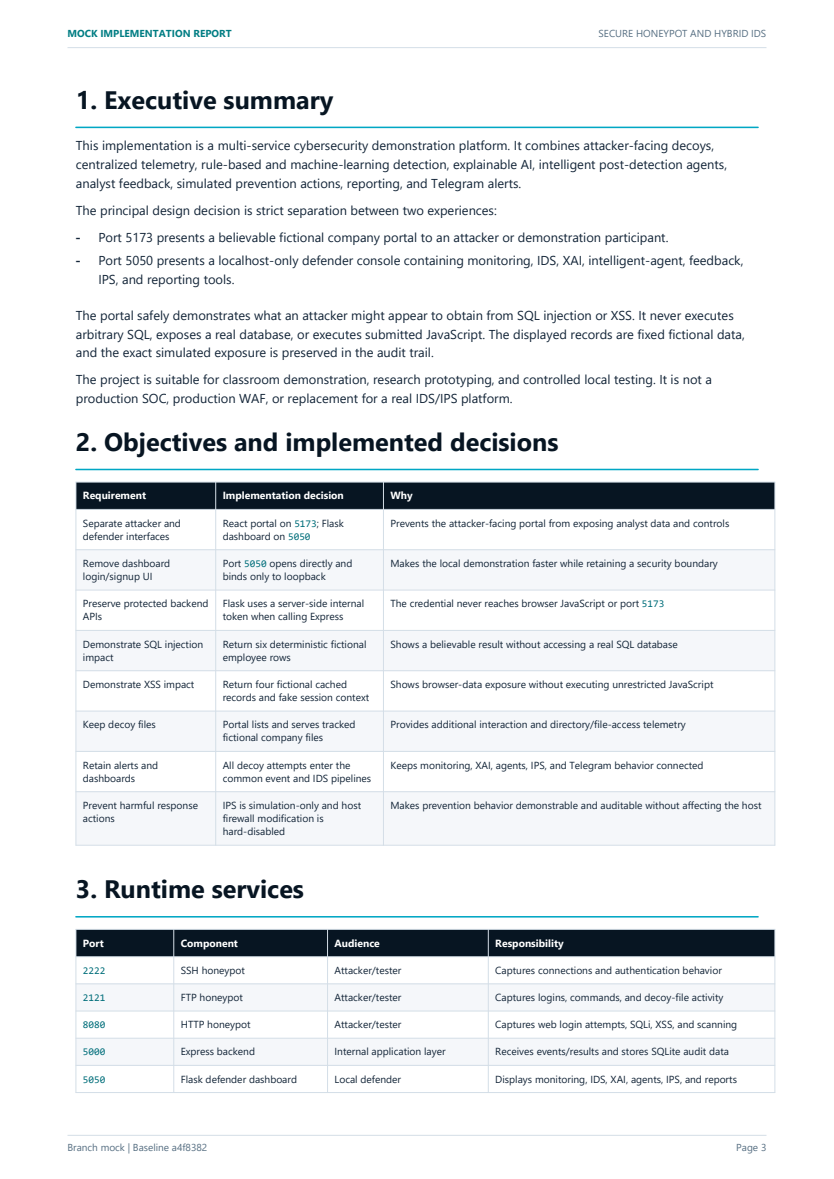 MOCK IMPLEMENTATION REPORT
SECURE HONEYPOT AND HYBRID IDS
1. Executive summary
This implementation is a multi-service cybersecurity demonstration platform. It combines attacker-facing decoys,
centralized telemetry, rule-based and machine-learning detection, explainable AI, intelligent post-detection agents,
analyst feedback, simulated prevention actions, reporting, and Telegram alerts.
The principal design decision is strict separation between two experiences:
- Port 5173 presents a believable fictional company portal to an attacker or demonstration participant.
- Port 5050 presents a localhost-only defender console containing monitoring, IDS, XAI, intelligent-agent, feedback,
IPS, and reporting tools.
The portal safely demonstrates what an attacker might appear to obtain from SQL injection or XSS. It never executes
arbitrary SQL, exposes a real database, or executes submitted JavaScript. The displayed records are fixed fictional data,
and the exact simulated exposure is preserved in the audit trail.
The project is suitable for classroom demonstration, research prototyping, and controlled local testing. It is not a
production SOC, production WAF, or replacement for a real IDS/IPS platform.
2. Objectives and implemented decisions
Requirement
Implementation decision
Why
Separate attacker and
defender interfaces
React portal on 5173; Flask
dashboard on 5050
Prevents the attacker-facing portal from exposing analyst data and controls
Remove dashboard
login/signup UI
Port 5050 opens directly and
binds only to loopback
Makes the local demonstration faster while retaining a security boundary
Preserve protected backend
APIs
Flask uses a server-side internal
token when calling Express
The credential never reaches browser JavaScript or port 5173
Demonstrate SQL injection
impact
Return six deterministic fictional
employee rows
Shows a believable result without accessing a real SQL database
Demonstrate XSS impact
Return four fictional cached
records and fake session context
Shows browser-data exposure without executing unrestricted JavaScript
Keep decoy files
Portal lists and serves tracked
fictional company files
Provides additional interaction and directory/file-access telemetry
Retain alerts and
dashboards
All decoy attempts enter the
common event and IDS pipelines
Keeps monitoring, XAI, agents, IPS, and Telegram behavior connected
Prevent harmful response
actions
IPS is simulation-only and host
firewall modification is
hard-disabled
Makes prevention behavior demonstrable and auditable without affecting the host
3. Runtime services
Port
Component
Audience
Responsibility
2222
SSH honeypot
Attacker/tester
Captures connections and authentication behavior
2121
FTP honeypot
Attacker/tester
Captures logins, commands, and decoy-file activity
8080
HTTP honeypot
Attacker/tester
Captures web login attempts, SQLi, XSS, and scanning
5000
Express backend
Internal application layer
Receives events/results and stores SQLite audit data
5050
Flask defender dashboard
Local defender
Displays monitoring, IDS, XAI, agents, IPS, and reports
Branch mock | Baseline a4f8382
Page 3